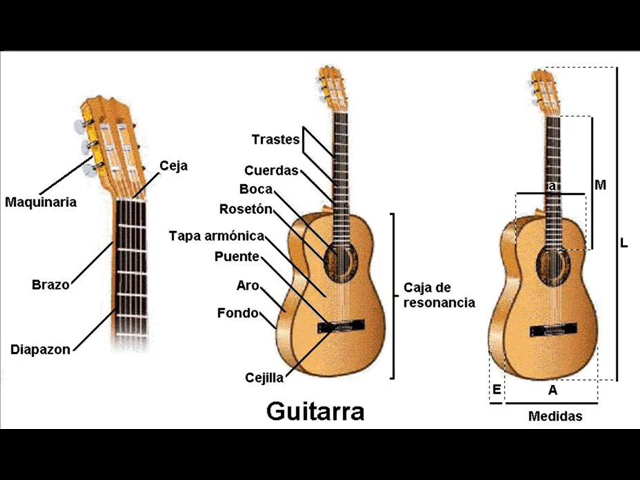 Maquinaria
Ceja
Brazo
Diapazon
Trastes
Cuerdas
Boca
Rosetón
Tapa armónica
Puente
Aro
Fondo
Cejilla
Caja de
resonancia
Guitarra
a
M
L
E
A
Medidas